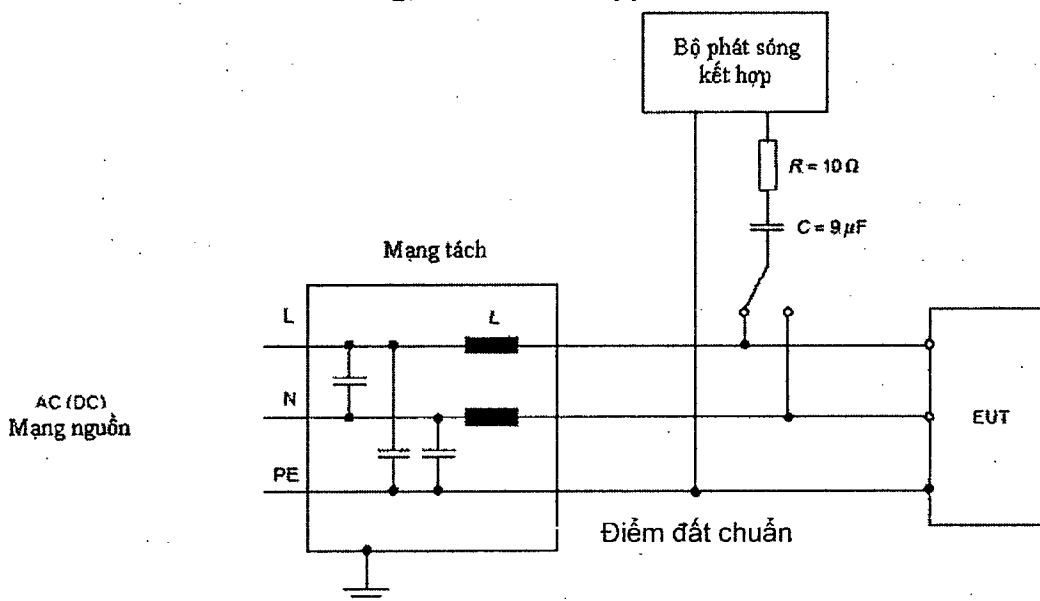 Bộ phát sóng
kết hợp
R = 10 Ω
C = 9 µF
Mạng tách
L
L
N
AC (DC)
Mạng nguồn
EUT
PE
Điểm đất chuẩn